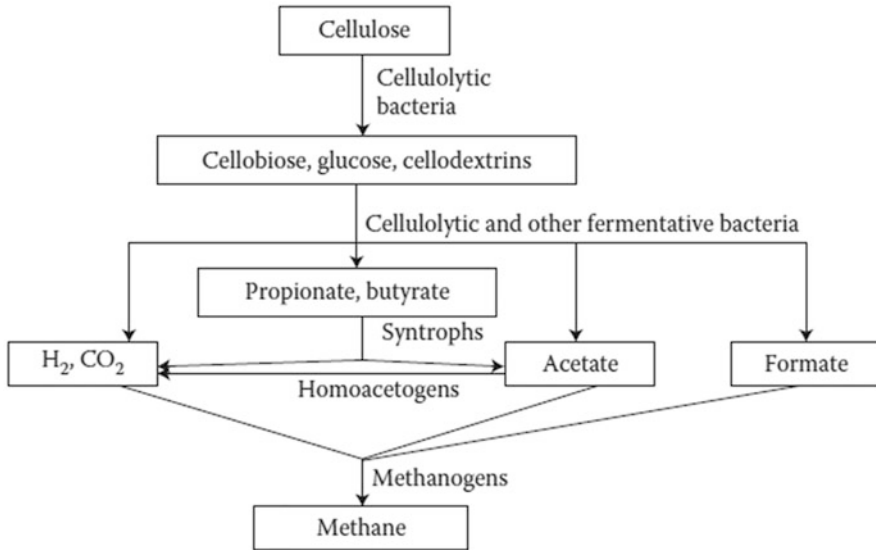 Cellulose
Cellulolytic
bacteria
Cellobiose, glucose, cellodextrins
Cellulolytic and other fermentative bacteria
Propionate, butyrate
Syntrophs
H₂, CO₂
Acetate
Formate
Homoacetogens
Methanogens
Methane